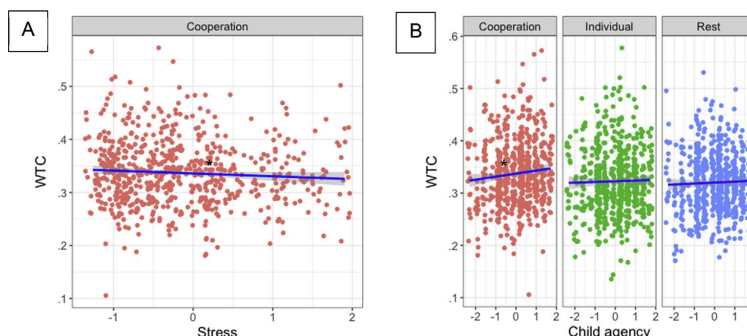 A
Cooperation
WTC
.5
.4
.3
.2
.1
*
-1
0
1
2
Stress
B
Cooperation
Individual
Rest
WTC
.6
.5
.4
.3
.2
.1
*
-2 -1 0 1 2
-2 -1 0 1 2
-2 -1 0 1 2
Child agency